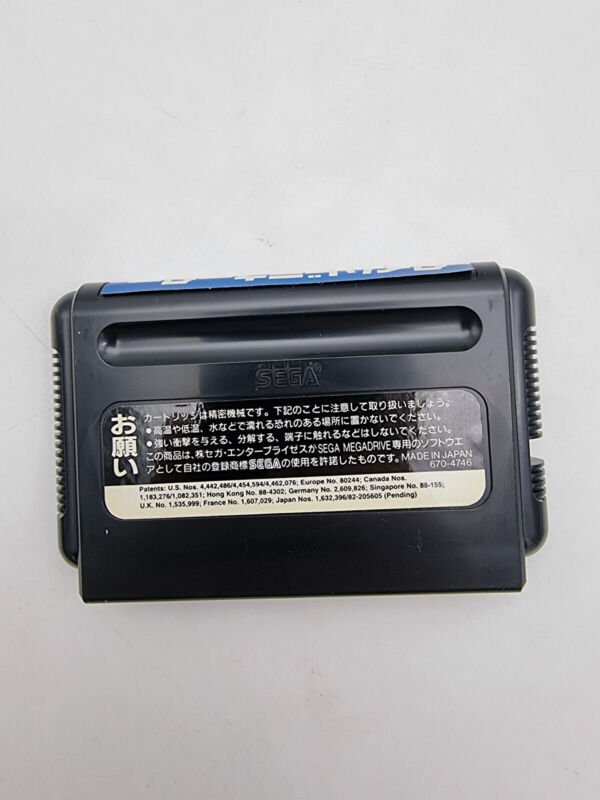 SEGA
お願い
カートリッジは精密機械です。下記のことに注意して取り扱いましょう。
●高温や低温、水などで濡れる恐れのある場所に置かないでください。
●強い衝撃を与える、分解する、端子に触れるなどはしないでください。
この商品は、株セガ・エンタープライゼスがSEGA MEGADRIVE専用のソフトウエ
アとして自社の登録商標SEGAの使用を許諾したものです。MADE IN JAPAN
670-4746
Patents: U.S. Nos. 4,442,486/4,454,594/4,462,076; Europe No. 80244; Canada Nos.
1,183,276/1,082,351; Hong Kong No. 88-4302; Germany No. 2,609,826; Singapore No. 88-155;
U.K. No. 1,535,999; France No. 1,607,029; Japan Nos. 1,632,396/82-205605 (Pending)